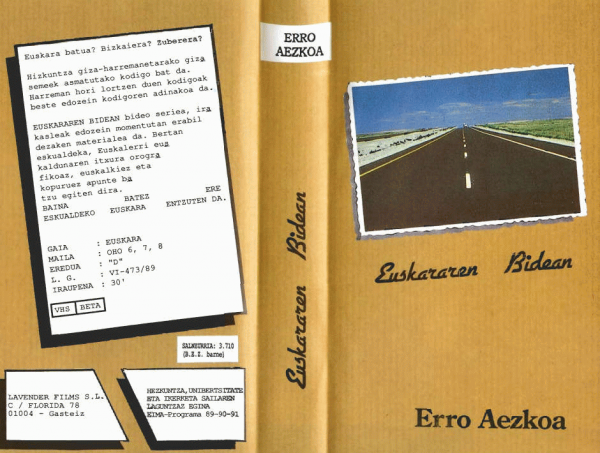 Euskara batua? Bizkaiera? Zuberera?
Hizkuntza giza-harremanetarako giza
semeek asmatutako kodigo bat da.
Harreman hori lortzen duen kodigoak
beste edozein kodigoren adinakoa da.
EUSKARAREN BIDEAN bideo seriea, ira
kasleak edozein momentutan erabil
dezaken materialea da. Bertan
eskualdeka, Euskalerri eua
kaldunaren itxura orogra
fikoaz, euskalkiez eta
kopuruez apunte ba
tzu egiten dira.
BAINA BATEZ ERE
ESKUALDEKO EUSKARA ENTZUTEN DA.
GAIA : EUSKARA
MAILA : OHO 6, 7, 8
EREDUA : "D"
L. G. : VI-473/89
IRAUPENA : 30'
VHS BETA
SALNEURRIA: 3.710
(B.E.Z. barne)
LAVENDER FILMS S.L.
C / FLORIDA 78
01004 - Gasteiz
HEZKUNTZA, UNIBERTSITATE
ETA IKERKETA SAILAREN
LAGUNTZAZ EGINA
EIMA-Programa 89-90-91
ERRO
AEZKOA
Euskararen Bidean
Euskararen Bidean
Erro Aezkoa